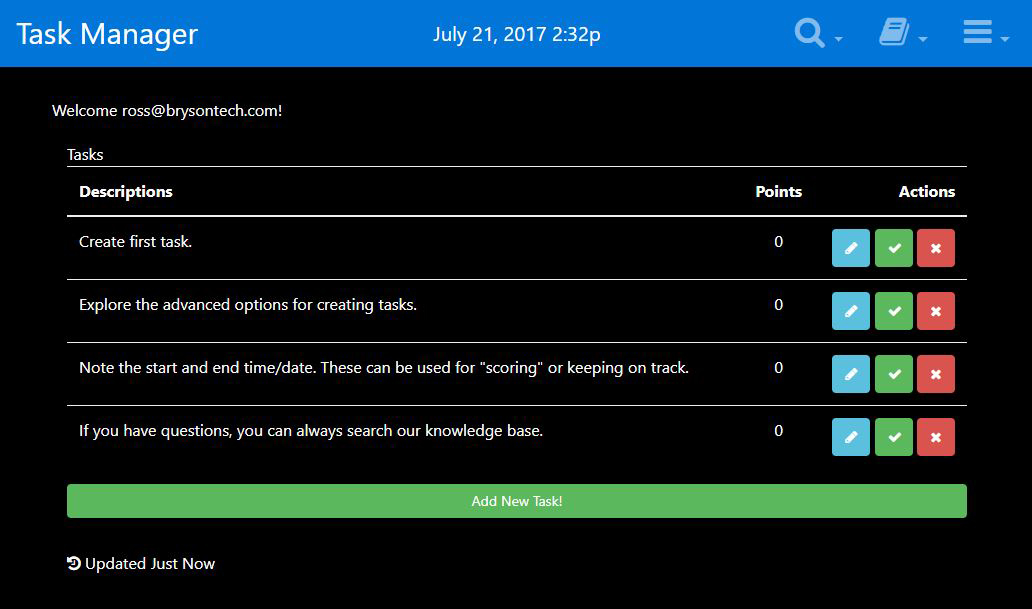 Task Manager July 21, 2017 2:32p
Welcome ross@brysontech.com!
Tasks
Descriptions Points Actions
Create first task. 0
Explore the advanced options for creating tasks. 0
Note the start and end time/date. These can be used for "scoring" or keeping on track. 0
If you have questions, you can always search our knowledge base. 0
Add New Task!
Updated Just Now